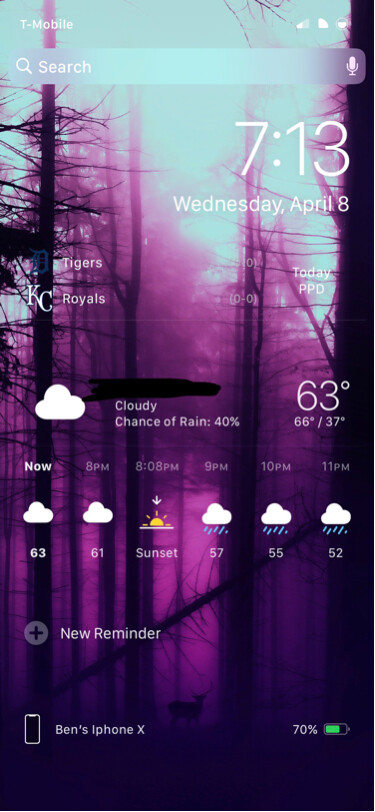 T-Mobile
Search
7:13
Wednesday, April 8
Tigers
(0-0)
KC Royals
(0-0)
Today
PPD
Cloudy
Chance of Rain: 40%
63°
66° / 37°
Now 8PM 8:08PM 9PM 10PM 11PM
63 61 Sunset 57 55 52
New Reminder
Ben's Iphone X 70%